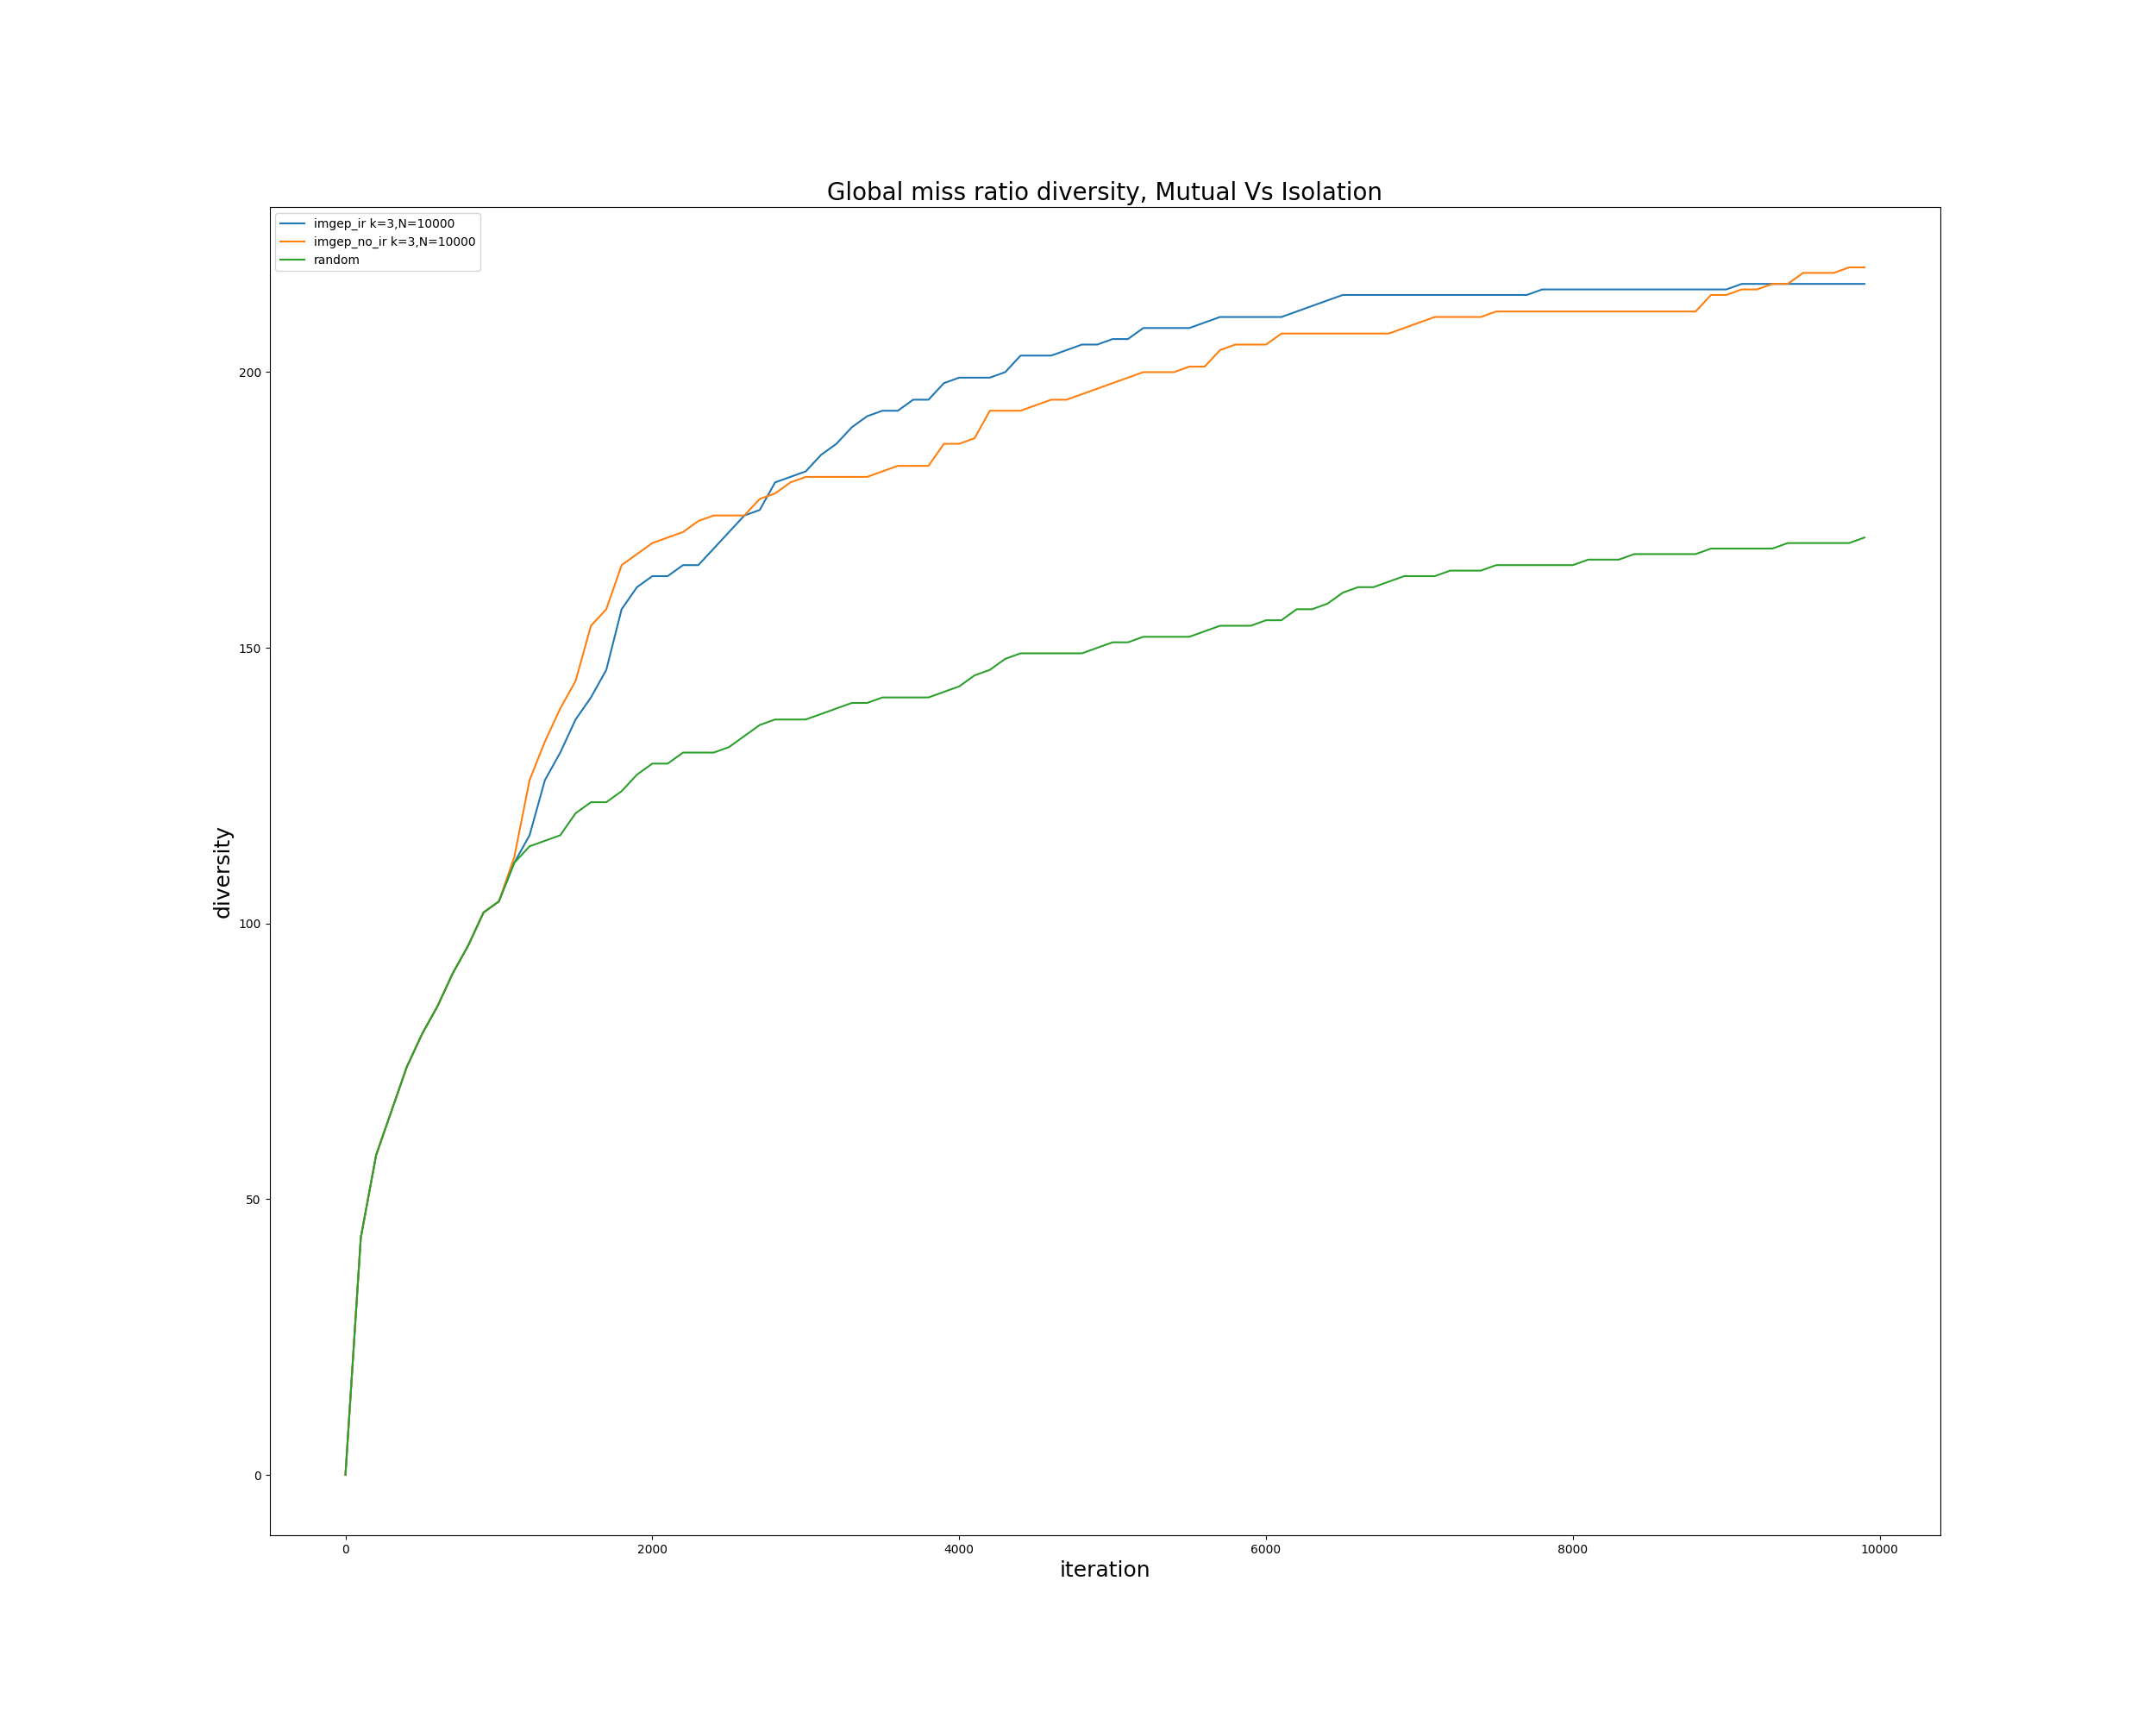 Global miss ratio diversity, Mutual Vs Isolation
imgep_ir k=3,N=10000
imgep_no_ir k=3,N=10000
random
200
150
100
50
0
diversity
0 2000 4000 6000 8000 10000
iteration